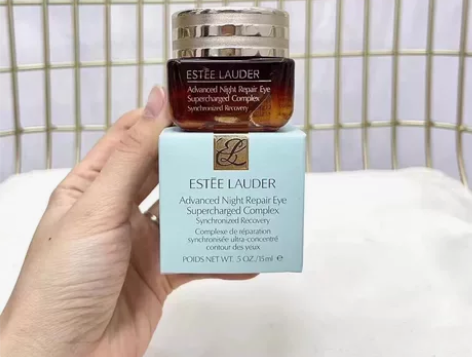 ESTĒE LAUDER
Advanced Night Repair Eye
Supercharged Complex
Synchronized Recovery
ESTĒE LAUDER
Advanced Night Repair Eye
Supercharged Complex
Synchronized Recovery
Complexe de réparation
synchronisée ultra-concentré
contour des yeux
POIDS NET WT. .5 OZ./15 ml ℮